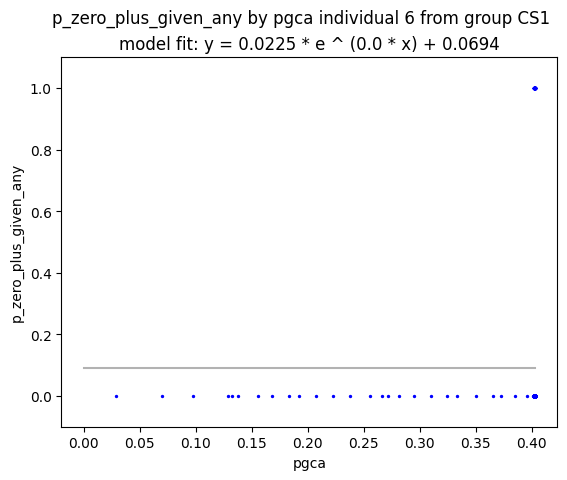 p_zero_plus_given_any by pgca individual 6 from group CS1
model fit: y = 0.0225 * e ^ (0.0 * x) + 0.0694
1.0
0.8
0.6
0.4
0.2
0.0
p_zero_plus_given_any
0.00 0.05 0.10 0.15 0.20 0.25 0.30 0.35 0.40
pgca